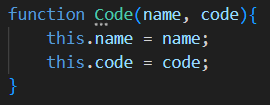 function Code(name, code){
    this.name = name;
    this.code = code;
}